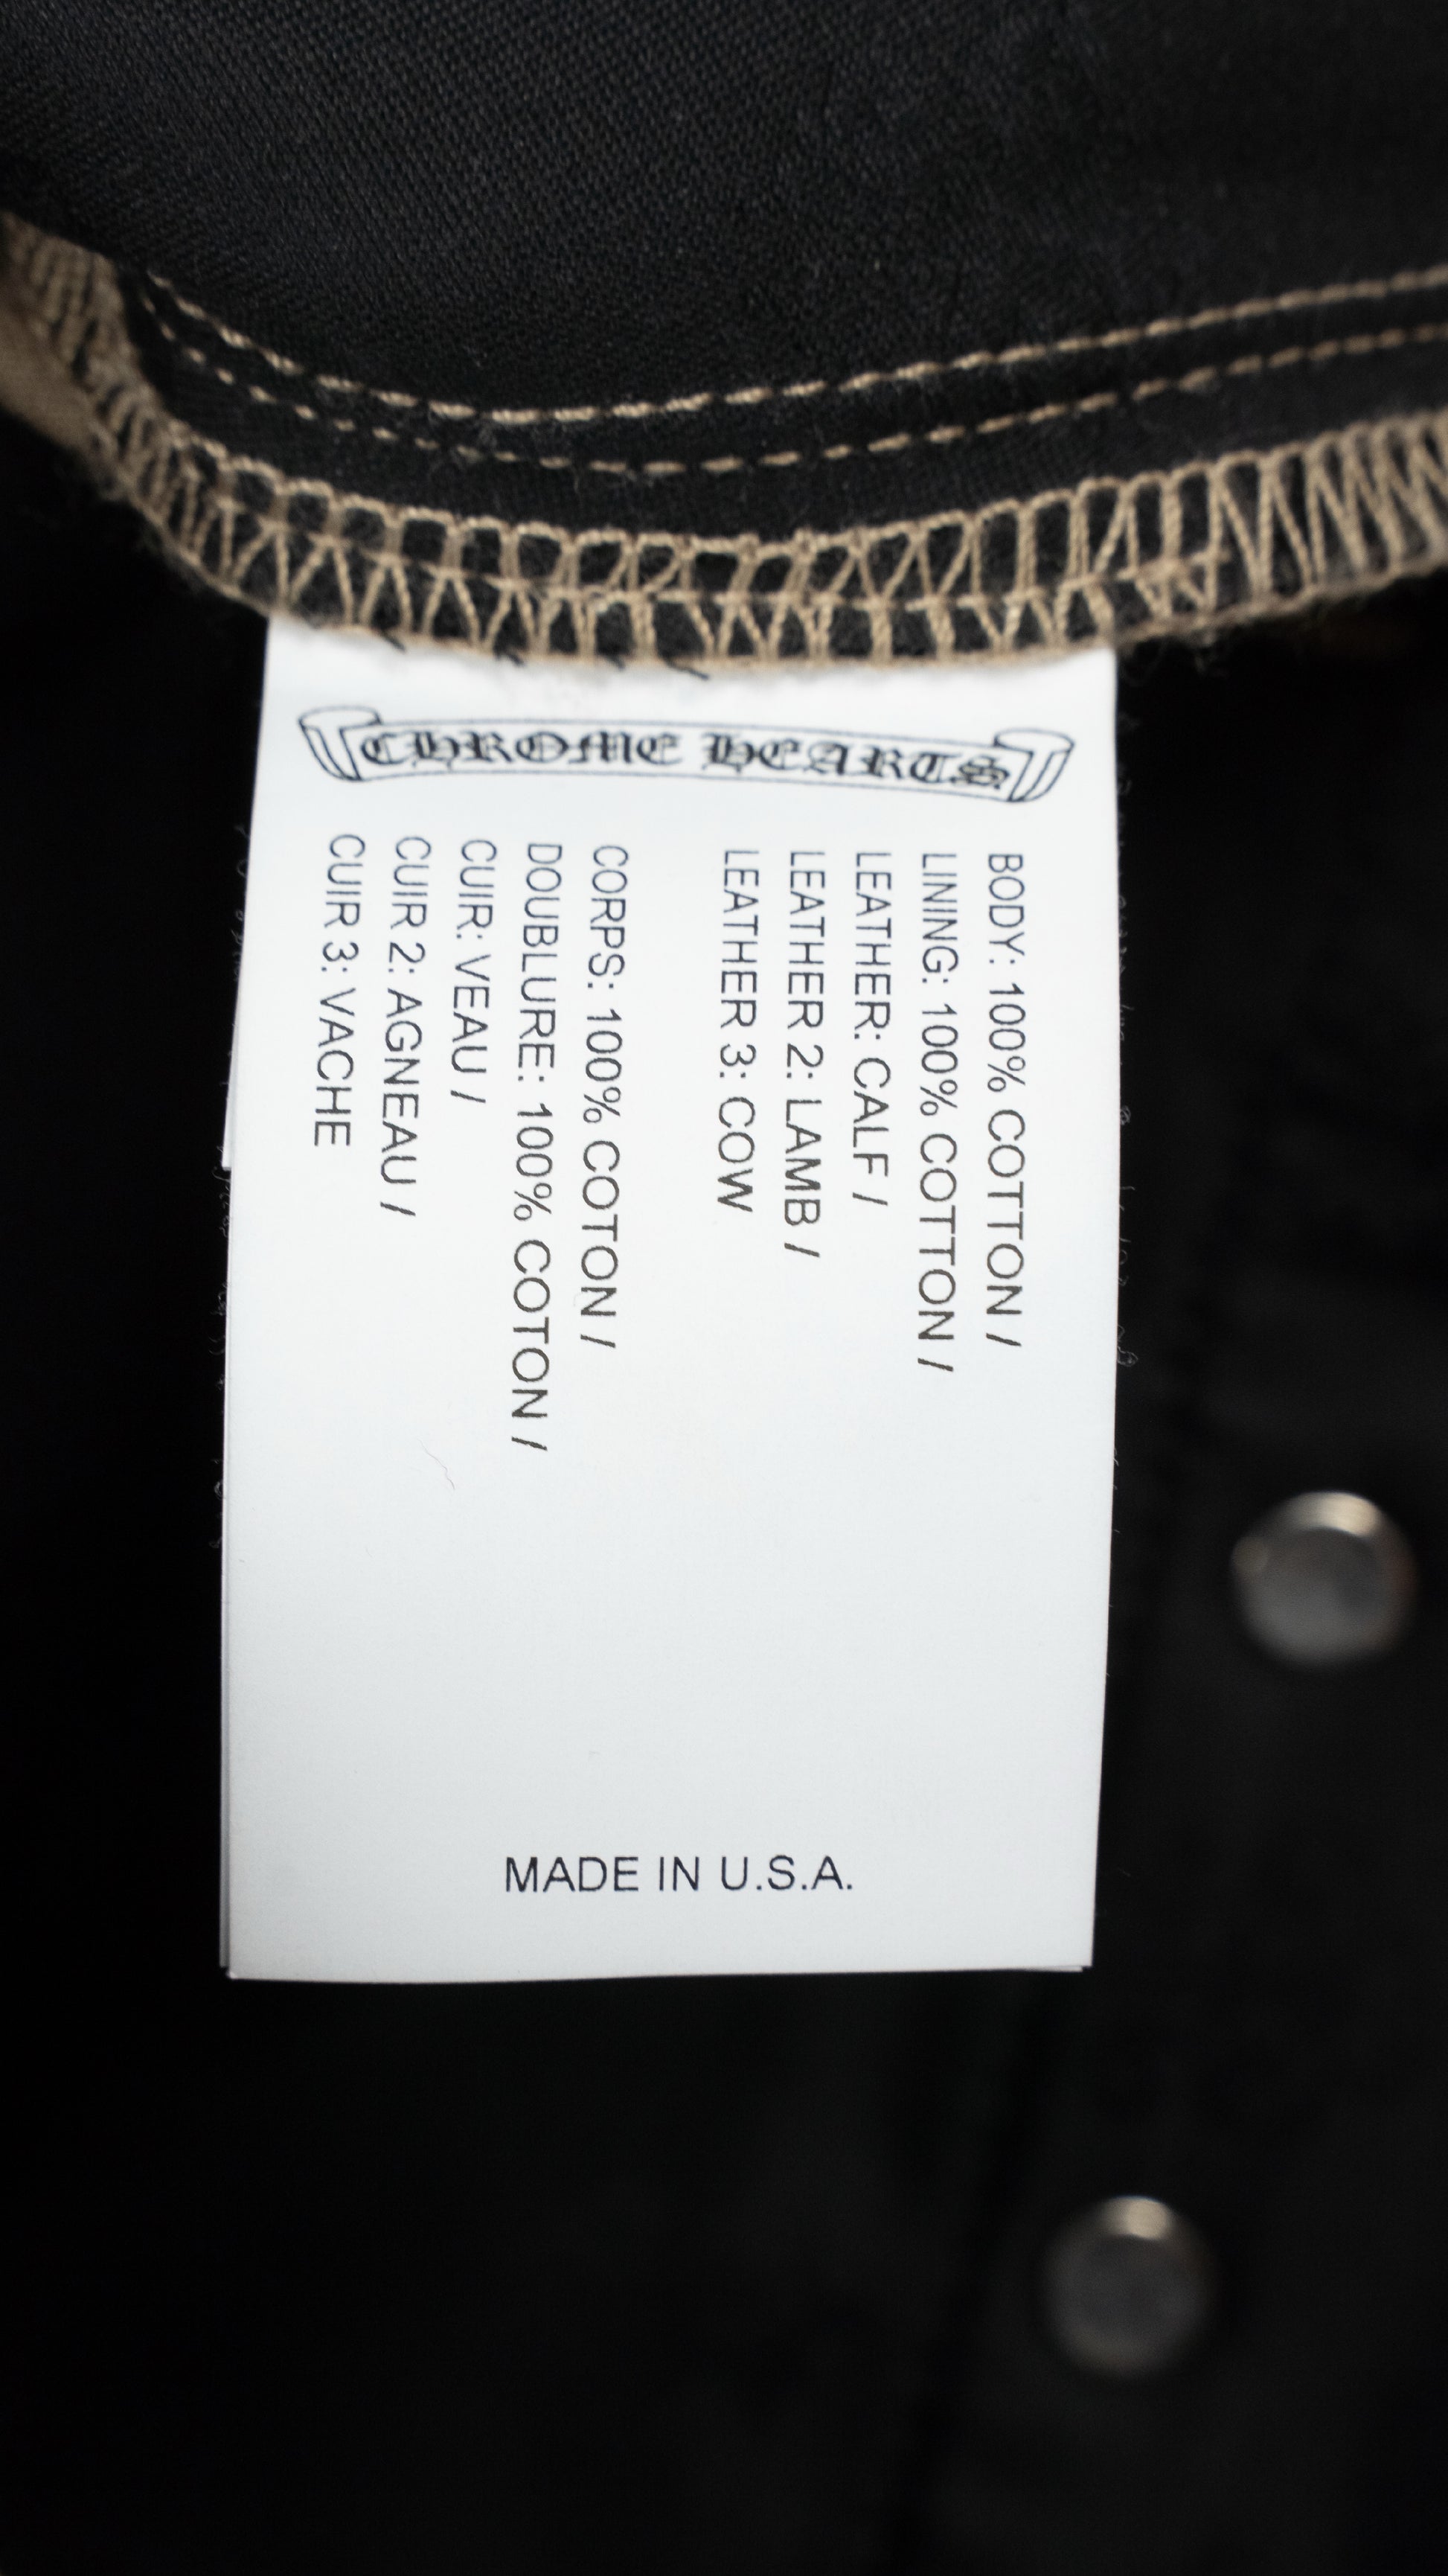 CHROME HEARTS
BODY: 100% COTTON /
LINING: 100% COTTON /
LEATHER: CALF /
LEATHER 2: LAMB /
LEATHER 3: COW
CORPS: 100% COTON /
DOUBLURE: 100% COTON /
CUIR: VEAU /
CUIR 2: AGNEAU /
CUIR 3: VACHE
MADE IN U.S.A.